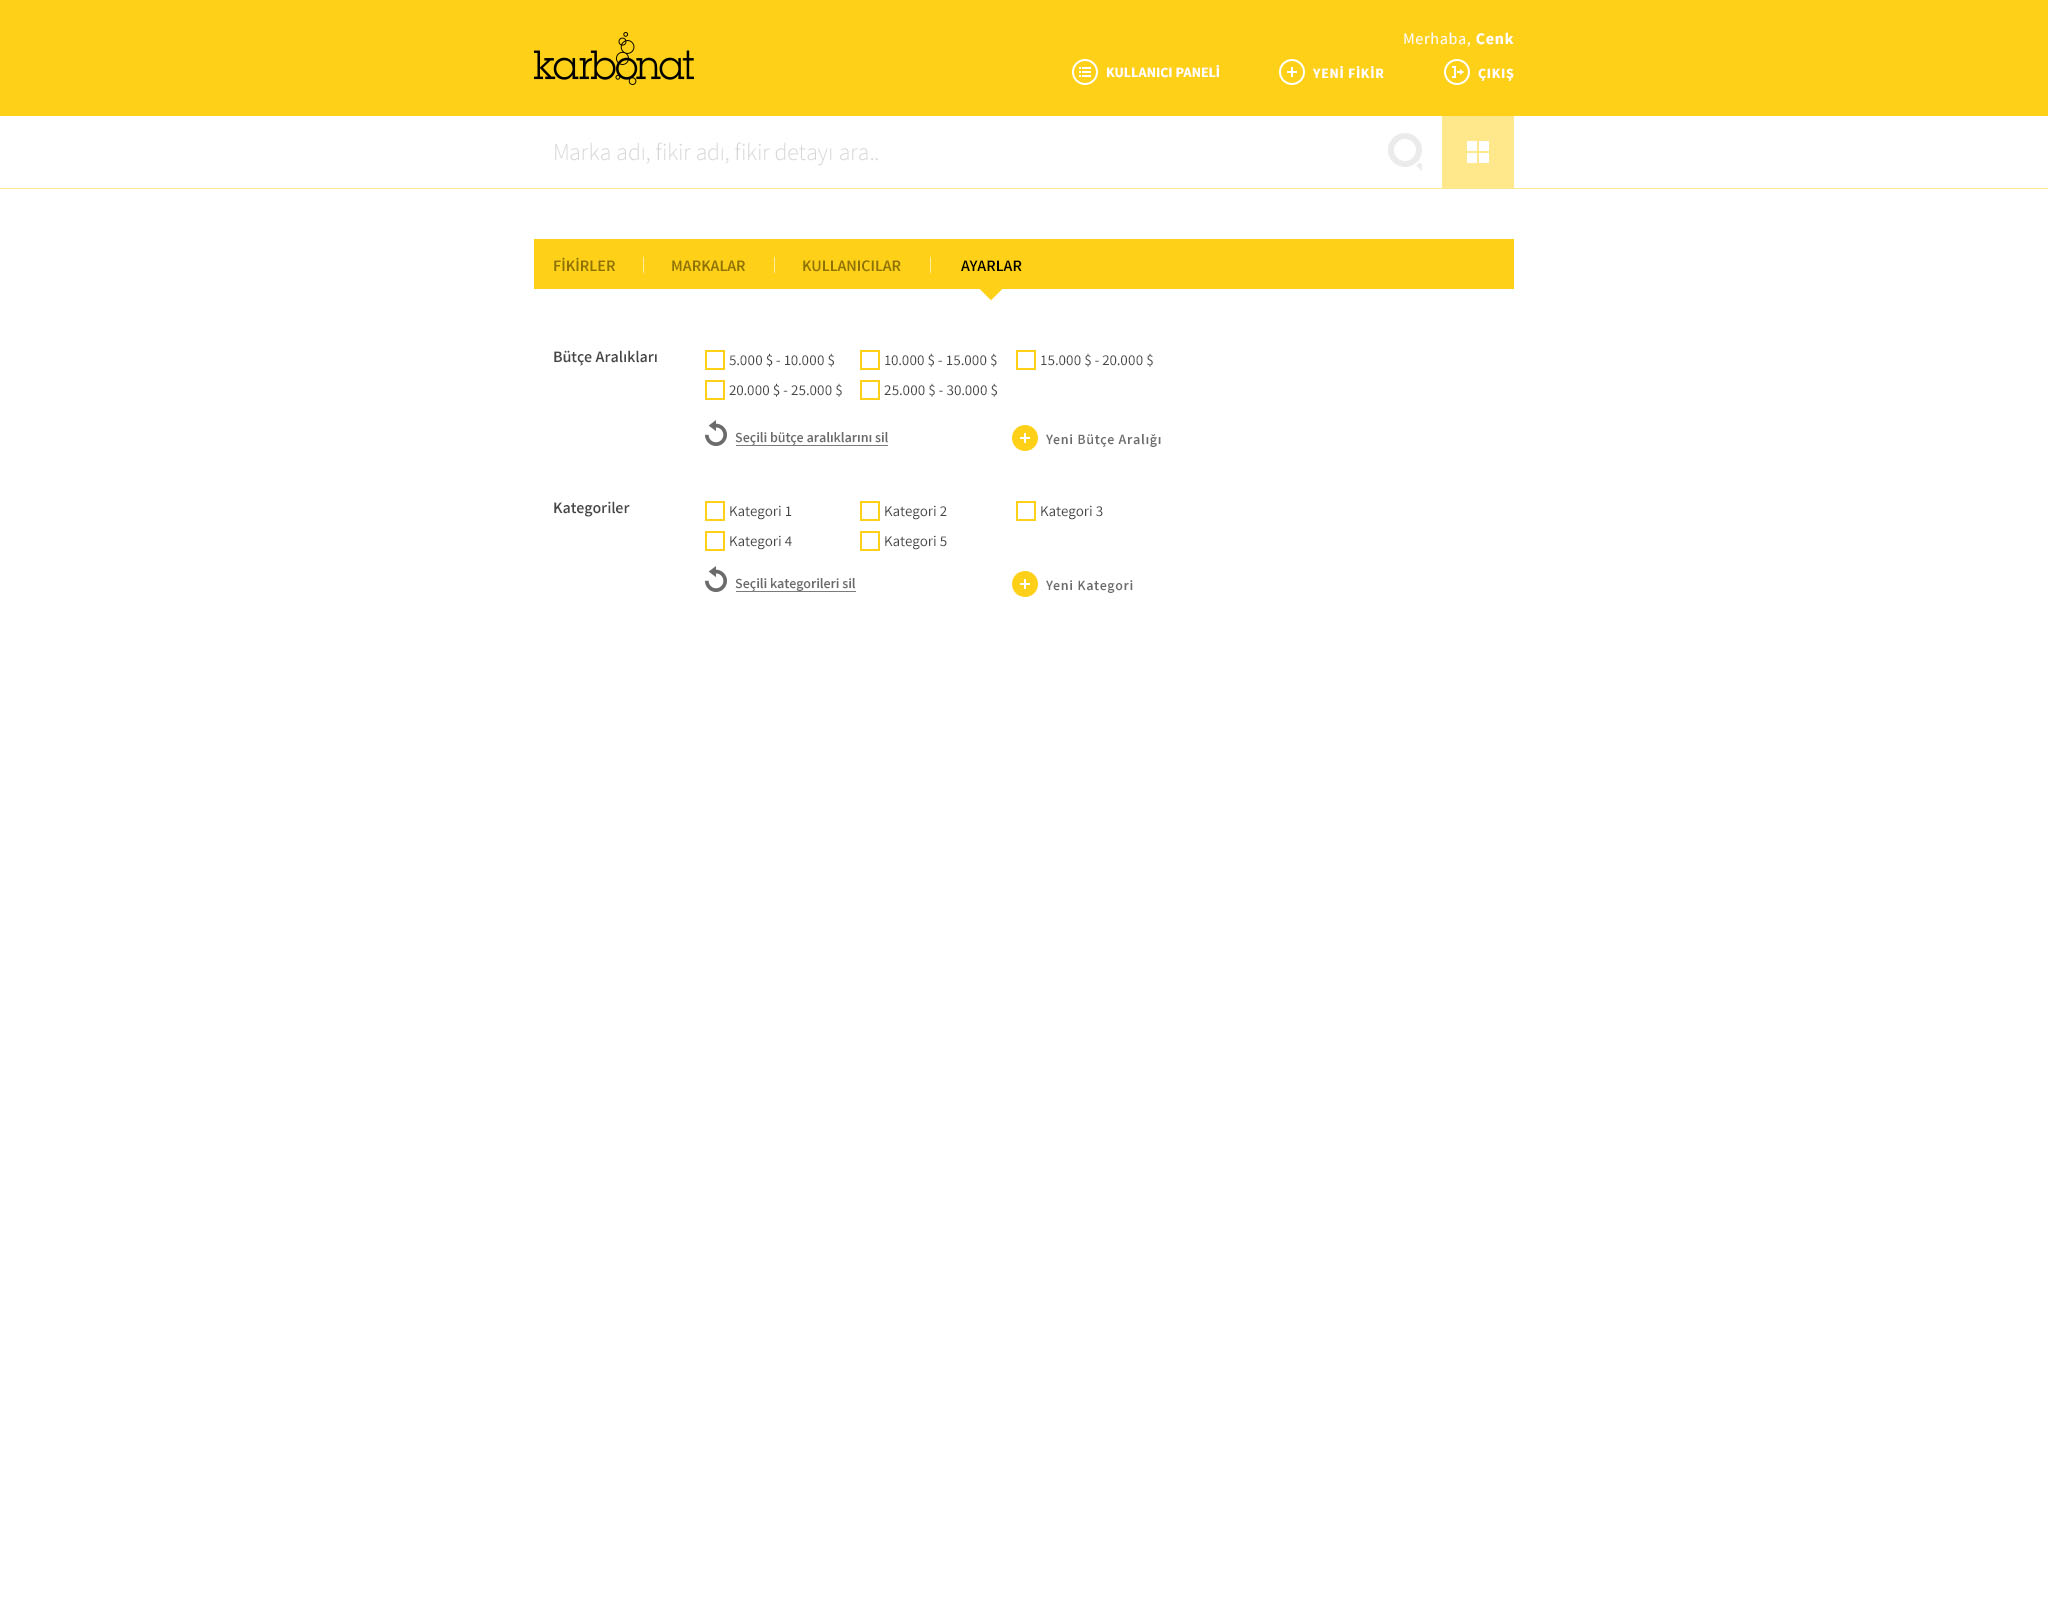 karbonat
Merhaba, Cenk
KULLANICI PANELİ
YENİ FİKİR
ÇIKIŞ
Marka adı, fikir adı, fikir detayı ara..
FİKİRLER
MARKALAR
KULLANICILAR
AYARLAR
Bütçe Aralıkları
5.000 $ - 10.000 $
10.000 $ - 15.000 $
15.000 $ - 20.000 $
20.000 $ - 25.000 $
25.000 $ - 30.000 $
Seçili bütçe aralıklarını sil
Yeni Bütçe Aralığı
Kategoriler
Kategori 1
Kategori 2
Kategori 3
Kategori 4
Kategori 5
Seçili kategorileri sil
Yeni Kategori